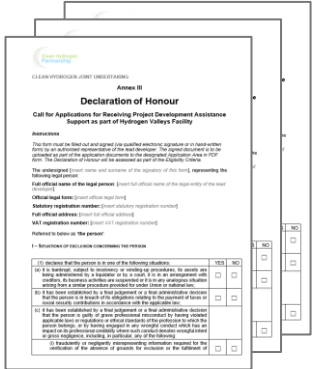 Clean Hydrogen
Partnership
CLEAN HYDROGEN JOINT UNDERTAKING
Annex III
Declaration of Honour
Call for Applications for Receiving Project Development Assistance
Support as part of Hydrogen Valleys Facility
Instructions
This form must be filled out and signed (via qualified electronic signature or in hand-written
form) by an authorised representative of the lead developer. The signed document is to be
uploaded as part of the application documents to the designated Application Area in PDF
form. The Declaration of Honour will be assessed as part of the Eligibility Criteria.
The undersigned [insert name and surname of the signatory of this form], representing the
following legal person:
Full official name of the legal person: [insert full official name of the legal entity of the lead
developer]
Official legal form: [insert official legal form]
Statutory registration number: [insert statutory registration number]
Full official address: [insert full official address]
VAT registration number: [insert VAT registration number]
Referred to below as 'the person'
I – SITUATIONS OF EXCLUSION CONCERNING THE PERSON
(1) declares that the person is in one of the following situations: YES NO
(a) it is bankrupt, subject to insolvency or winding-up procedures, its assets are
being administered by a liquidator or by a court, it is in an arrangement with
creditors, its business activities are suspended or it is in any analogous situation
arising from a similar procedure provided for under Union or national law;
(b) it has been established by a final judgement or a final administrative decision
that the person is in breach of its obligations relating to the payment of taxes or
social security contributions in accordance with the applicable law;
(c) it has been established by a final judgement or a final administrative decision
that the person is guilty of grave professional misconduct by having violated
applicable laws or regulations or ethical standards of the profession to which the
person belongs, or by having engaged in any wrongful conduct which has an
impact on its professional credibility where such conduct denotes wrongful intent
or gross negligence, including, in particular, any of the following:
(i) fraudulently or negligently misrepresenting information required for the
verification of the absence of grounds for exclusion or the fulfilment of
NO
NO